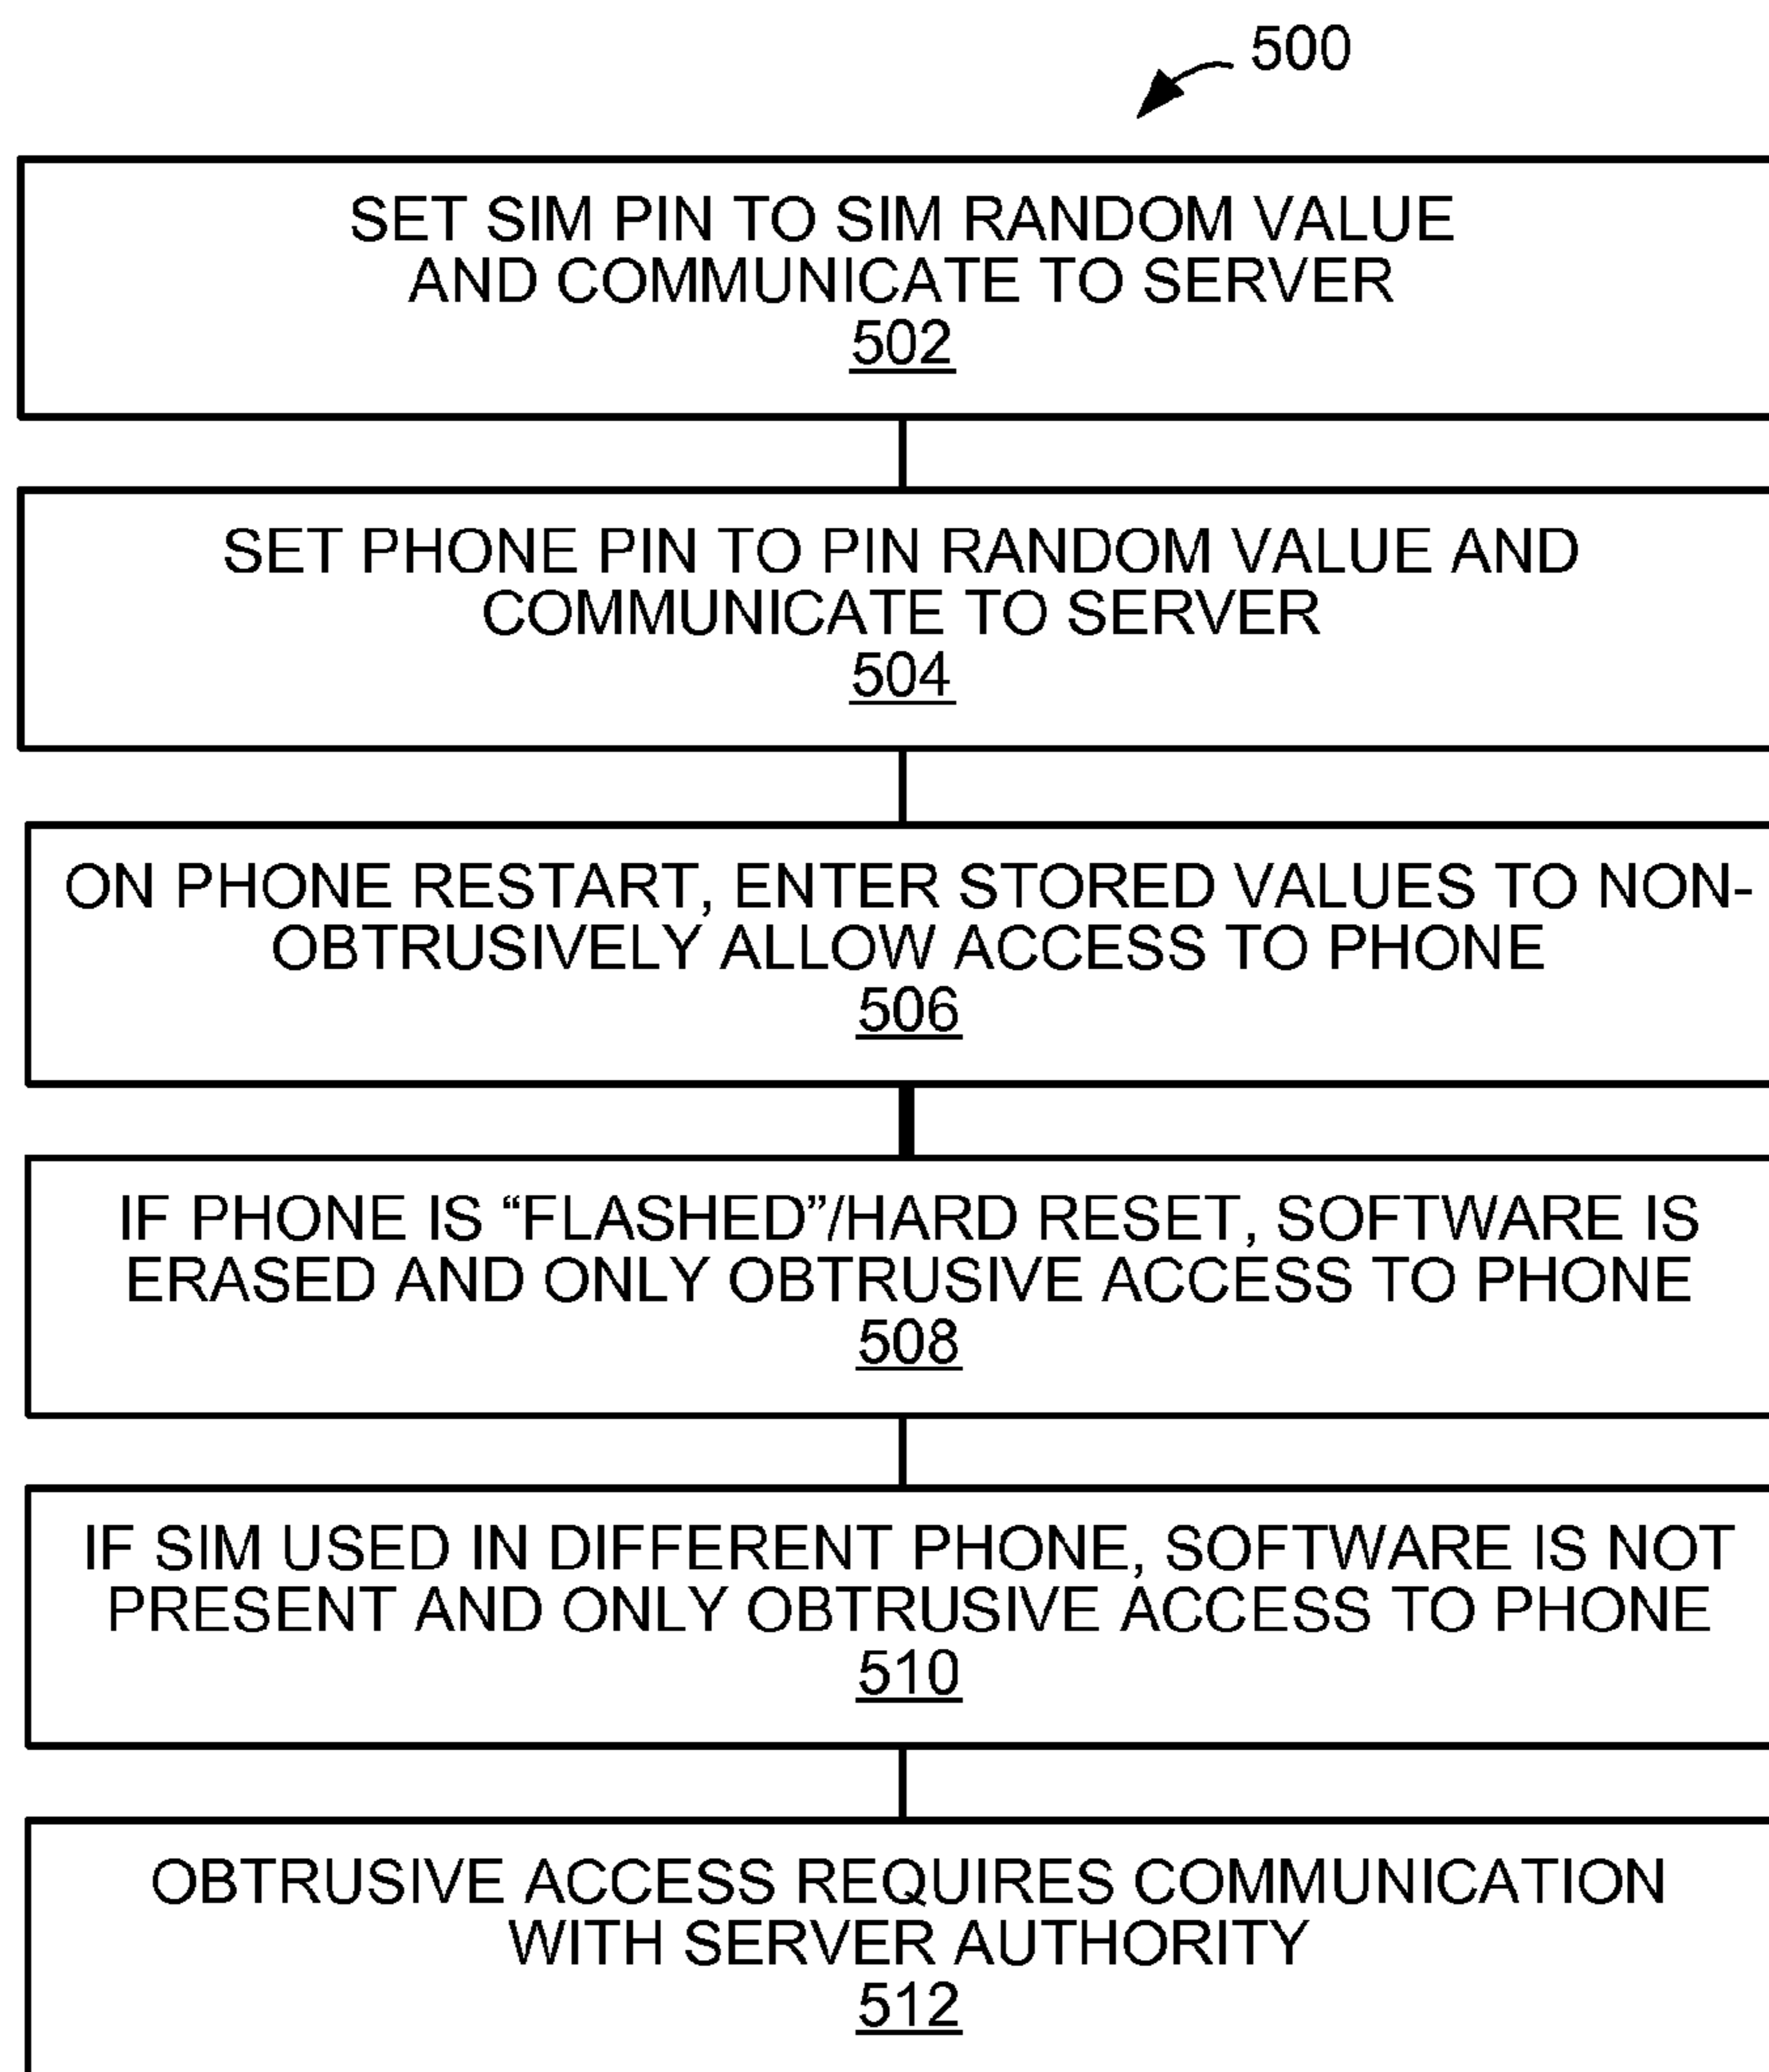 500
SET SIM PIN TO SIM RANDOM VALUE
AND COMMUNICATE TO SERVER
502
SET PHONE PIN TO PIN RANDOM VALUE AND
COMMUNICATE TO SERVER
504
ON PHONE RESTART, ENTER STORED VALUES TO NON-
OBTRUSIVELY ALLOW ACCESS TO PHONE
506
IF PHONE IS “FLASHED”/HARD RESET, SOFTWARE IS
ERASED AND ONLY OBTRUSIVE ACCESS TO PHONE
508
IF SIM USED IN DIFFERENT PHONE, SOFTWARE IS NOT
PRESENT AND ONLY OBTRUSIVE ACCESS TO PHONE
510
OBTRUSIVE ACCESS REQUIRES COMMUNICATION
WITH SERVER AUTHORITY
512